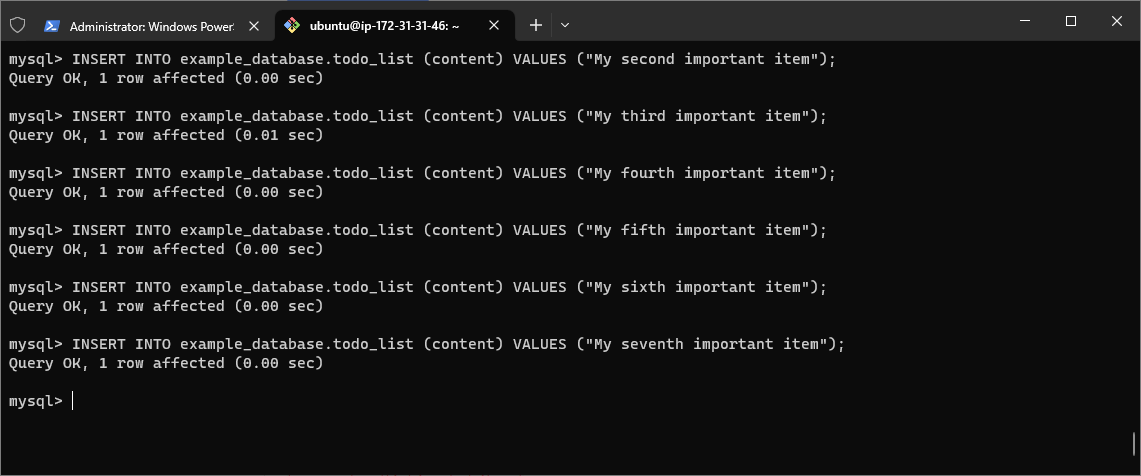 Administrator: Windows PowerS
ubuntu@ip-172-31-31-46: ~
mysql> INSERT INTO example_database.todo_list (content) VALUES ("My second important item");
Query OK, 1 row affected (0.00 sec)
mysql> INSERT INTO example_database.todo_list (content) VALUES ("My third important item");
Query OK, 1 row affected (0.01 sec)
mysql> INSERT INTO example_database.todo_list (content) VALUES ("My fourth important item");
Query OK, 1 row affected (0.00 sec)
mysql> INSERT INTO example_database.todo_list (content) VALUES ("My fifth important item");
Query OK, 1 row affected (0.00 sec)
mysql> INSERT INTO example_database.todo_list (content) VALUES ("My sixth important item");
Query OK, 1 row affected (0.00 sec)
mysql> INSERT INTO example_database.todo_list (content) VALUES ("My seventh important item");
Query OK, 1 row affected (0.00 sec)
mysql>